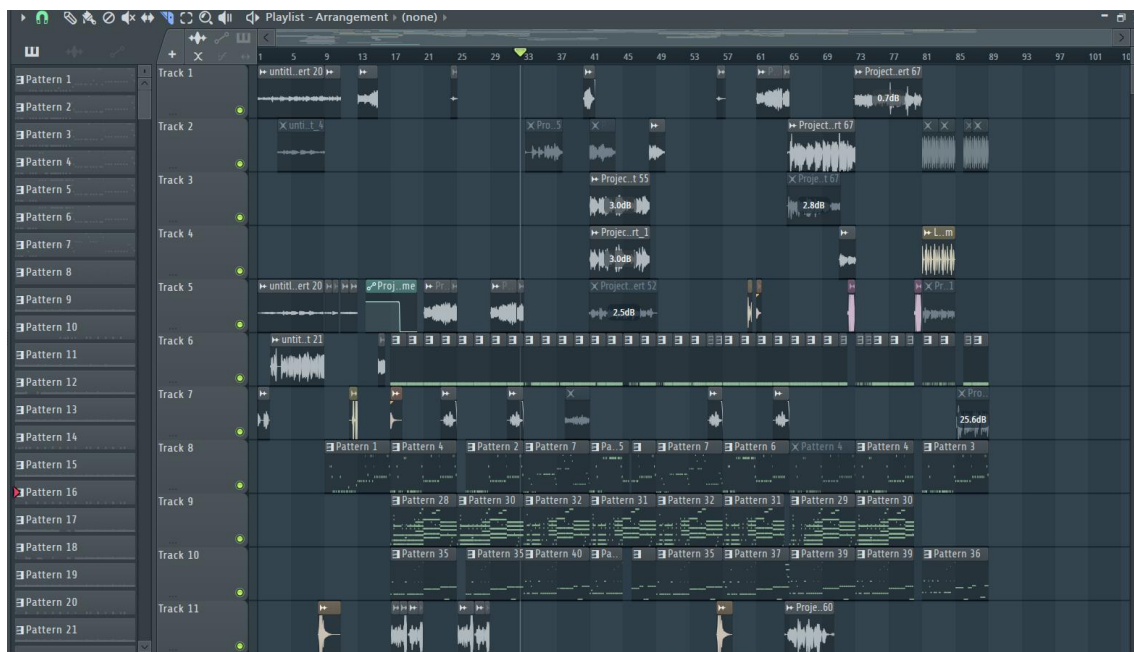 Playlist - Arrangement ▸ (none) ▸
1 5 9 13 17 21 25 29 33 37 41 45 49 53 57 61 65 69 73 77 81 85 89 93 97 101
Pattern 1
Pattern 2
Pattern 3
Pattern 4
Pattern 5
Pattern 6
Pattern 7
Pattern 8
Pattern 9
Pattern 10
Pattern 11
Pattern 12
Pattern 13
Pattern 14
Pattern 15
Pattern 16
Pattern 17
Pattern 18
Pattern 19
Pattern 20
Pattern 21
Track 1 untitl..ert 20 Project..ert 67
0.7dB
Track 2 unti..t_4 Pro..5 Project..rt 67
Track 3 Projec..t 55 Proje..t 67
3.0dB 2.8dB
Track 4 Projec..rt_1 L..m
3.0dB
Track 5 untitl..ert 20 Proj..me Project..ert 52 Pr..1
2.5dB
Track 6 untit..t 21
Track 7 Pro..
25.6dB
Track 8 Pattern 1 Pattern 4 Pattern 2 Pattern 7 Pa..5 Pattern 7 Pattern 6 Pattern 4 Pattern 4 Pattern 3
Track 9 Pattern 28 Pattern 30 Pattern 32 Pattern 31 Pattern 32 Pattern 31 Pattern 29 Pattern 30
Track 10 Pattern 35 Pattern 35 Pattern 40 Pa.. Pattern 35 Pattern 37 Pattern 39 Pattern 39 Pattern 36
Track 11 Proje..60